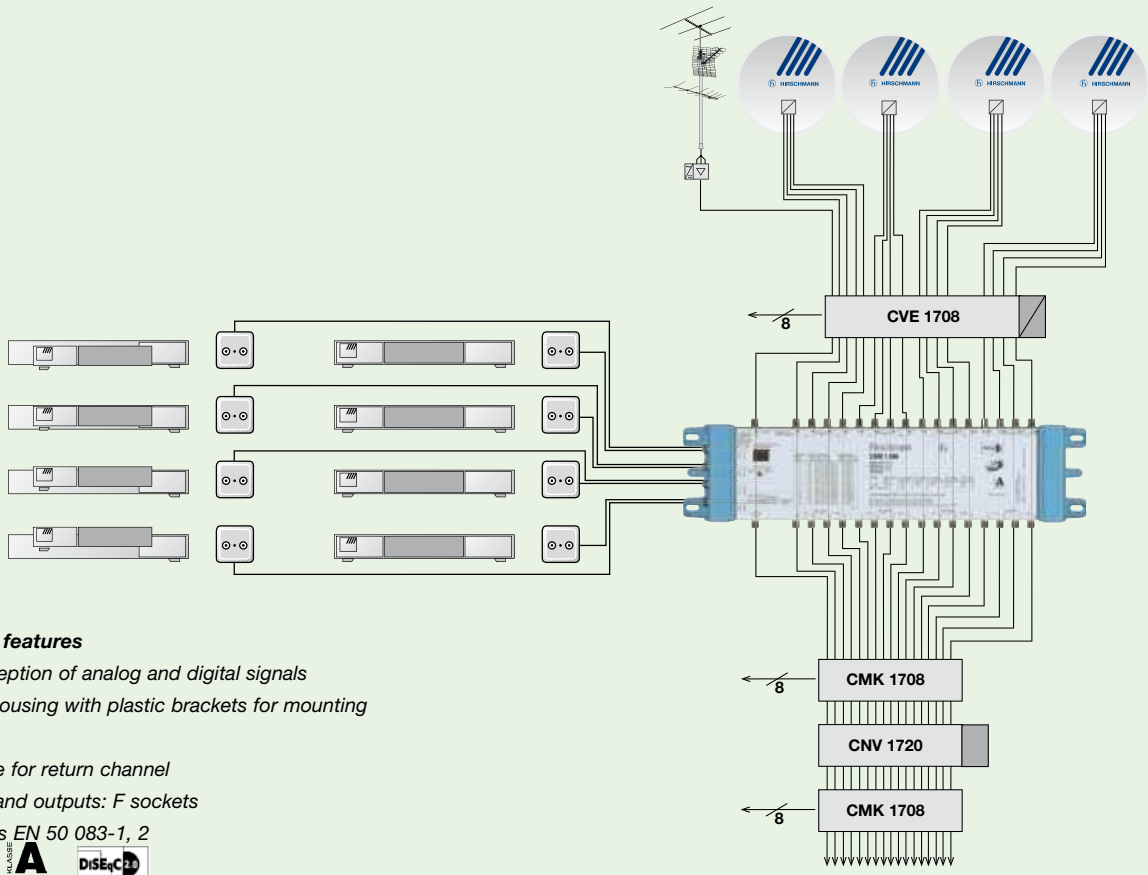 HIRSCHMANN
HIRSCHMANN
HIRSCHMANN
HIRSCHMANN
CVE 1708
8
CMK 1708
8
CNV 1720
CMK 1708
8
features
eption of analog and digital signals
ousing with plastic brackets for mounting
e for return channel
and outputs: F sockets
s EN 50 083-1, 2
KLASSE
A
DiSEqC 2.0